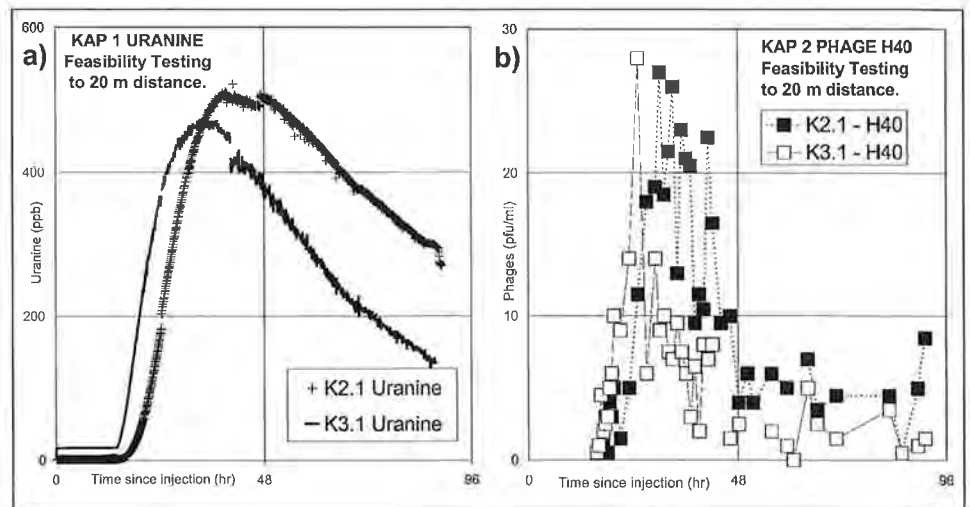 a)
KAP 1 URANINE
Feasibility Testing
to 20 m distance.
600
400
200
0
Uranine (ppb)
+ K2.1 Uranine
K3.1 Uranine
0
Time since injection (hr)
48
96
b)
KAP 2 PHAGE H40
Feasibility Testing
to 20 m distance.
K2.1 - H40
K3.1 - H40
30
20
10
0
Phages (pfu/ml)
0
Time since injection (hr)
48
96